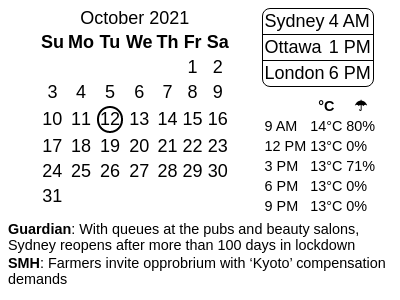 October 2021
Su Mo Tu We Th Fr Sa
1 2
3 4 5 6 7 8 9
10 11 12 13 14 15 16
17 18 19 20 21 22 23
24 25 26 27 28 29 30
31
Sydney 4 AM
Ottawa 1 PM
London 6 PM
°C ☂
9 AM 14°C 80%
12 PM 13°C 0%
3 PM 13°C 71%
6 PM 13°C 0%
9 PM 13°C 0%
Guardian: With queues at the pubs and beauty salons,
Sydney reopens after more than 100 days in lockdown
SMH: Farmers invite opprobrium with ‘Kyoto’ compensation
demands